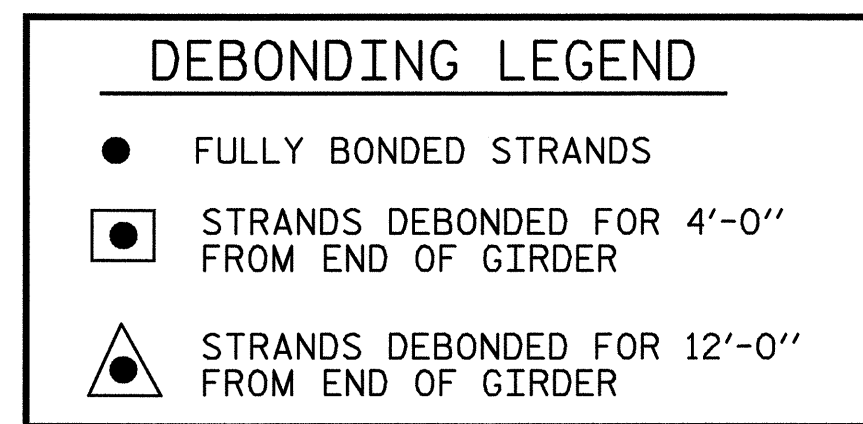 DEBONDING LEGEND
FULLY BONDED STRANDS
STRANDS DEBONDED FOR 4'-0''
FROM END OF GIRDER
STRANDS DEBONDED FOR 12'-0''
FROM END OF GIRDER